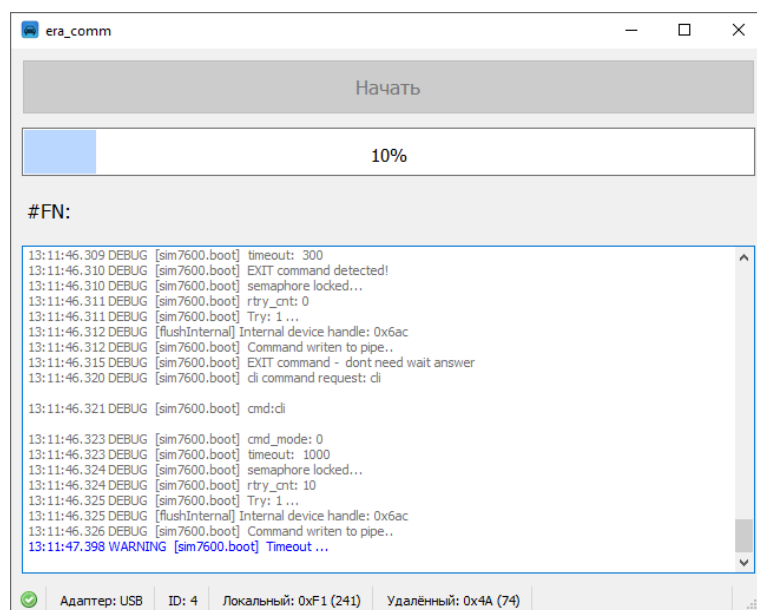 era_comm
Начать
10%
#FN:
13:11:46.309 DEBUG [sim7600.boot] timeout: 300
13:11:46.310 DEBUG [sim7600.boot] EXIT command detected!
13:11:46.310 DEBUG [sim7600.boot] semaphore locked...
13:11:46.311 DEBUG [sim7600.boot] rtry_cnt: 0
13:11:46.311 DEBUG [sim7600.boot] Try: 1 ...
13:11:46.312 DEBUG [flushInternal] Internal device handle: 0x6ac
13:11:46.312 DEBUG [sim7600.boot] Command writen to pipe..
13:11:46.315 DEBUG [sim7600.boot] EXIT command - dont need wait answer
13:11:46.320 DEBUG [sim7600.boot] cli command request: cli
13:11:46.321 DEBUG [sim7600.boot] cmd:cli
13:11:46.323 DEBUG [sim7600.boot] cmd_mode: 0
13:11:46.323 DEBUG [sim7600.boot] timeout: 1000
13:11:46.324 DEBUG [sim7600.boot] semaphore locked...
13:11:46.324 DEBUG [sim7600.boot] rtry_cnt: 10
13:11:46.325 DEBUG [sim7600.boot] Try: 1 ...
13:11:46.325 DEBUG [flushInternal] Internal device handle: 0x6ac
13:11:46.326 DEBUG [sim7600.boot] Command writen to pipe..
13:11:47.398 WARNING [sim7600.boot] Timeout ...
Адаптер: USB ID: 4 Локальный: 0xF1 (241) Удалённый: 0x4A (74)